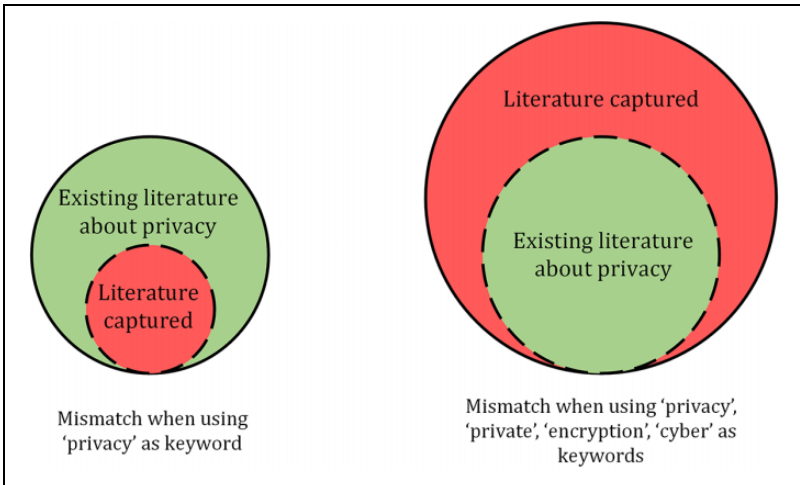 Existing literature
about privacy
Literature
captured
Mismatch when using
‘privacy’ as keyword
Literature captured
Existing literature
about privacy
Mismatch when using ‘privacy’,
‘private’, ‘encryption’, ‘cyber’ as
keywords